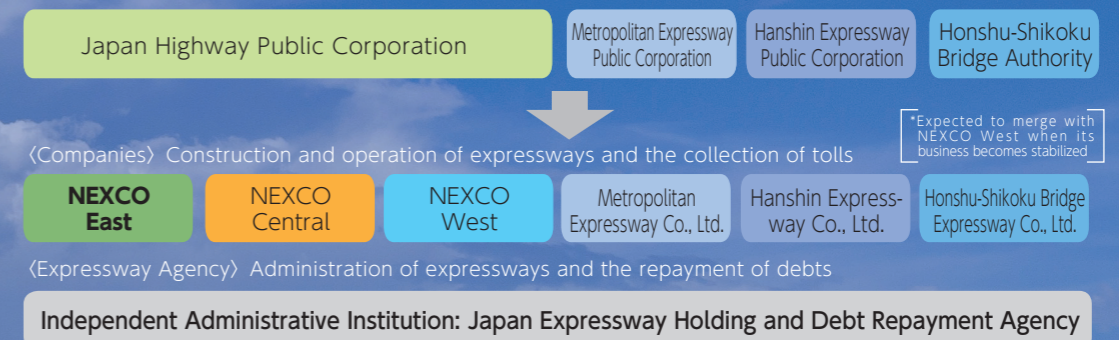 Japan Highway Public Corporation
Metropolitan Expressway
Public Corporation
Hanshin Expressway
Public Corporation
Honshu-Shikoku
Bridge Authority
*Expected to merge with
NEXCO West when its
business becomes stabilized
〈Companies〉 Construction and operation of expressways and the collection of tolls
NEXCO
East
NEXCO
Central
NEXCO
West
Metropolitan
Expressway Co., Ltd.
Hanshin Express-
way Co., Ltd.
Honshu-Shikoku Bridge
Expressway Co., Ltd.
〈Expressway Agency〉 Administration of expressways and the repayment of debts
Independent Administrative Institution: Japan Expressway Holding and Debt Repayment Agency